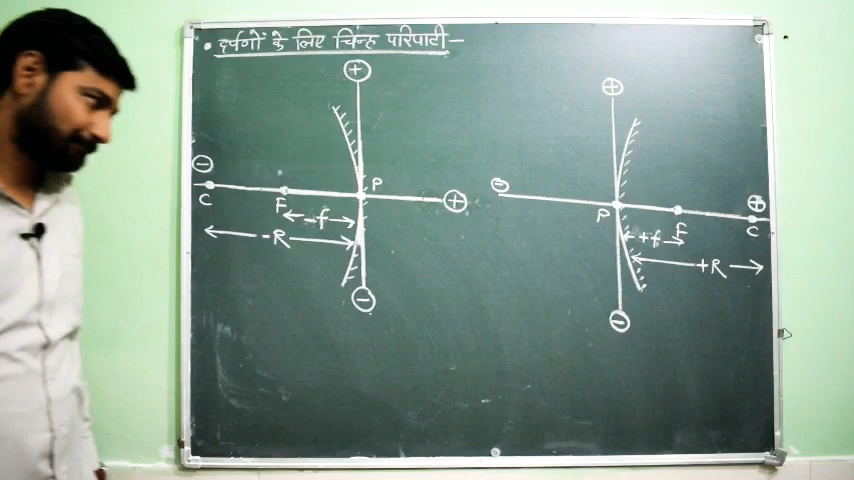 • दर्पणों के लिए चिन्ह परिपाटी –
+
-
C
F
P
+
-f
-R
-
+
-
P
F
+
C
+f
+R
-